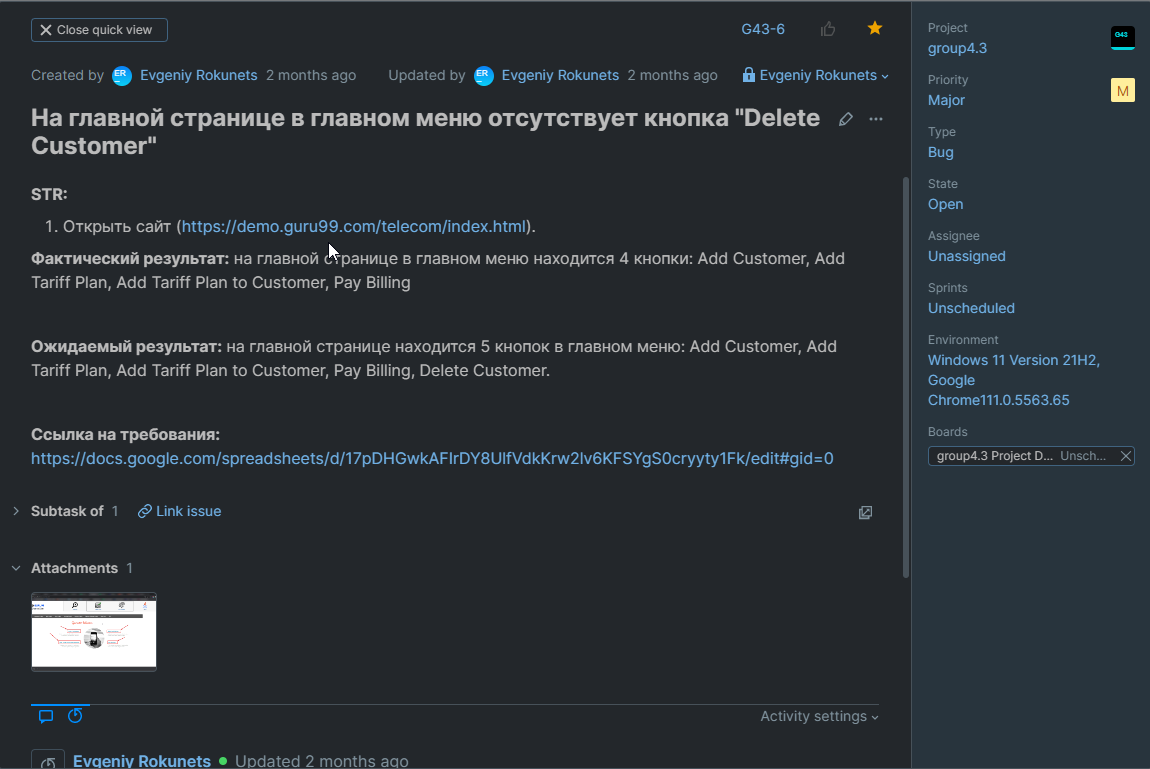 Close quick view
G43-6
Created by ER Evgeniy Rokunets 2 months ago Updated by ER Evgeniy Rokunets 2 months ago Evgeniy Rokunets
На главной странице в главном меню отсутствует кнопка "Delete
Customer"
STR:
1. Открыть сайт (https://demo.guru99.com/telecom/index.html).
Фактический результат: на главной странице в главном меню находится 4 кнопки: Add Customer, Add
Tariff Plan, Add Tariff Plan to Customer, Pay Billing
Ожидаемый результат: на главной странице находится 5 кнопок в главном меню: Add Customer, Add
Tariff Plan, Add Tariff Plan to Customer, Pay Billing, Delete Customer.
Ссылка на требования:
https://docs.google.com/spreadsheets/d/17pDHGwkAFIrDY8UlfVdkKrw2lv6KFSYgS0cryyty1Fk/edit#gid=0
Subtask of 1 Link issue
Attachments 1
Activity settings
Evgeniy Rokunets Updated 2 months ago
Project
group4.3
G43
Priority
Major
M
Type
Bug
State
Open
Assignee
Unassigned
Sprints
Unscheduled
Environment
Windows 11 Version 21H2,
Google
Chrome111.0.5563.65
Boards
group4.3 Project D... Unsch...